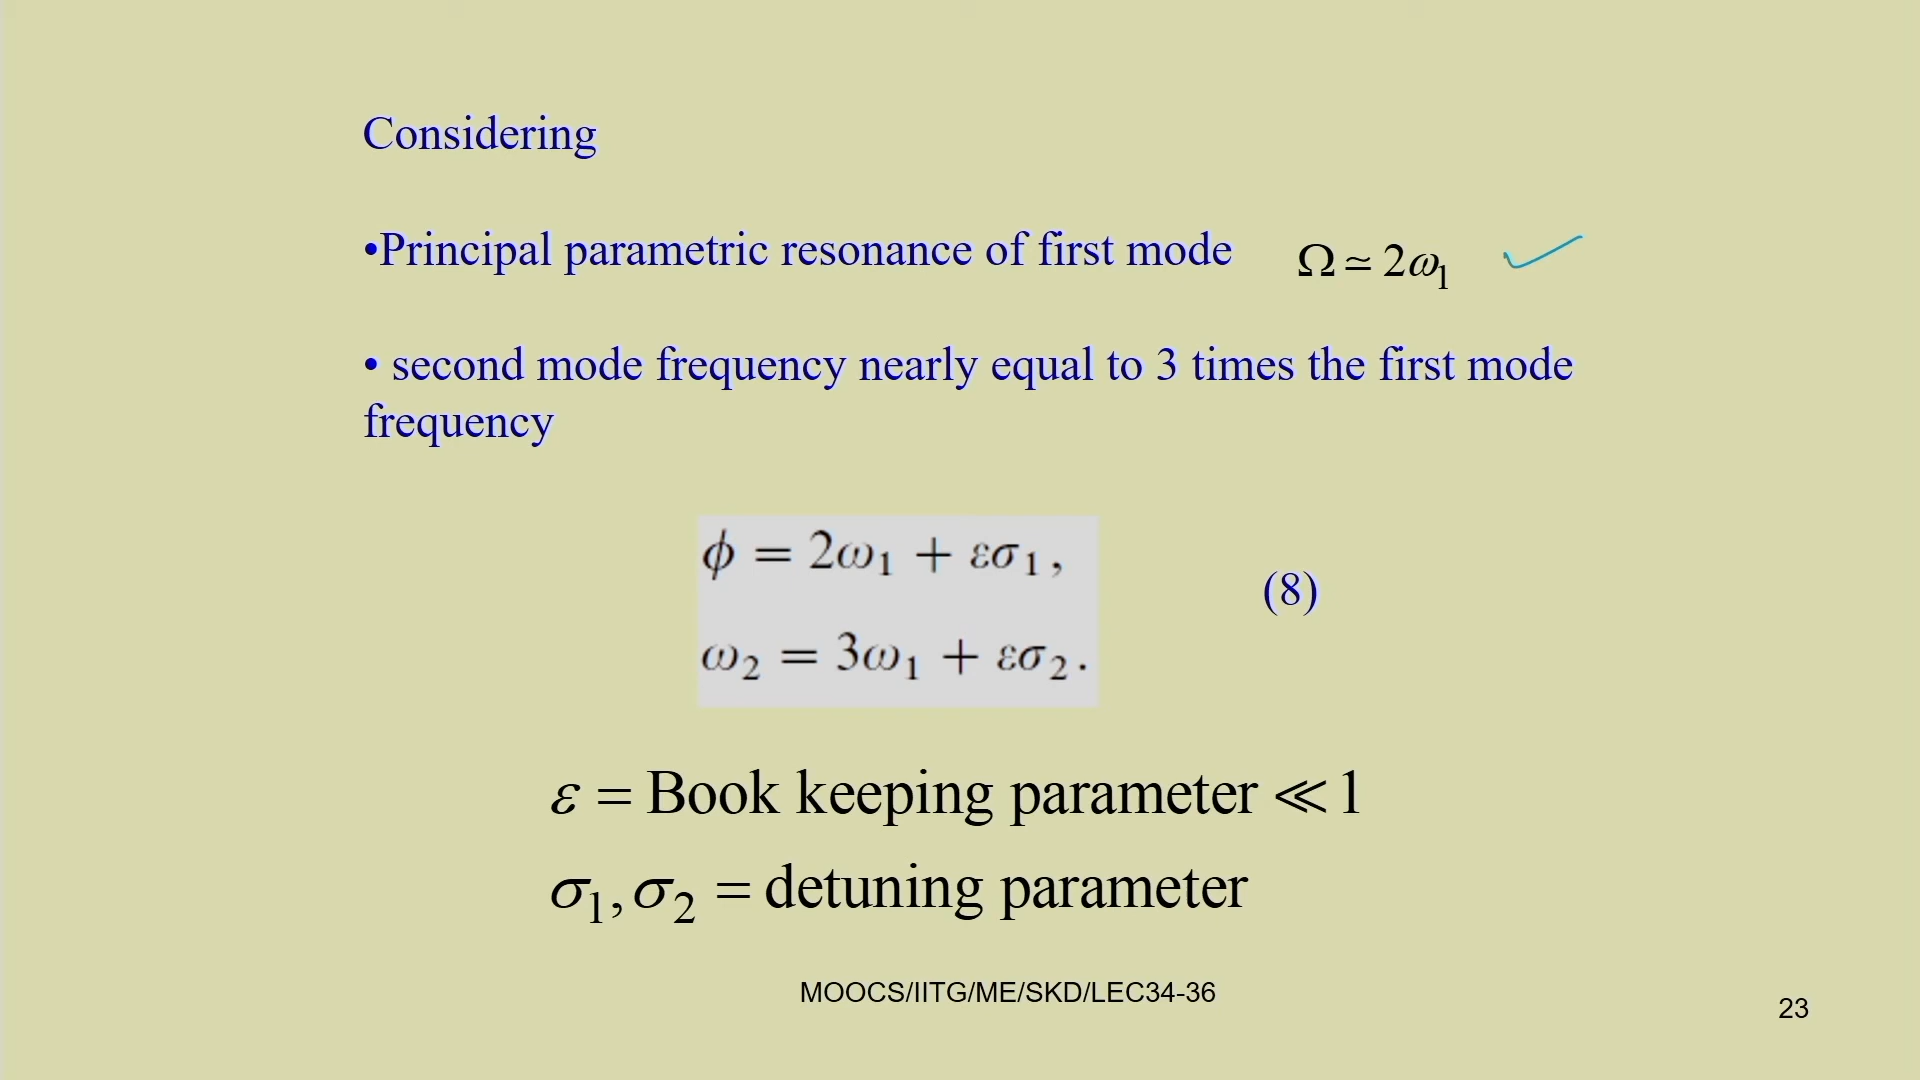 Considering
•Principal parametric resonance of first mode Ω ≃ 2ω₁
• second mode frequency nearly equal to 3 times the first mode
frequency
ϕ = 2ω₁ + εσ₁,
(8)
ω₂ = 3ω₁ + εσ₂.
ε = Book keeping parameter ≪ 1
σ₁, σ₂ = detuning parameter
MOOCS/IITG/ME/SKD/LEC34-36
23